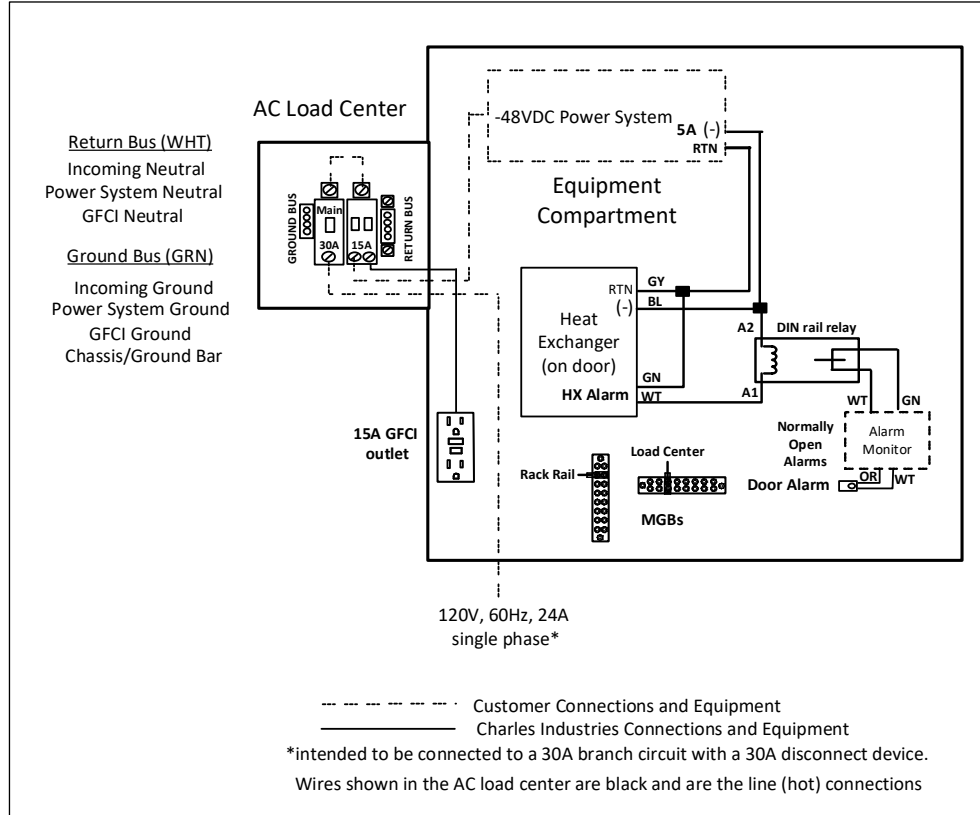 AC Load Center
Return Bus (WHT)
Incoming Neutral
Power System Neutral
GFCI Neutral
Ground Bus (GRN)
Incoming Ground
Power System Ground
GFCI Ground
Chassis/Ground Bar
GROUND BUS
Main
30A
15A
RETURN BUS
-48VDC Power System
5A (-)
RTN
Equipment
Compartment
RTN
(-)
GY
BL
Heat
Exchanger
(on door)
HX Alarm
GN
WT
A2
DIN rail relay
A1
WT
GN
Normally
Open
Alarms
Alarm
Monitor
Door Alarm
OR
WT
15A GFCI
outlet
Rack Rail
Load Center
MGBs
120V, 60Hz, 24A
single phase*
Customer Connections and Equipment
Charles Industries Connections and Equipment
*intended to be connected to a 30A branch circuit with a 30A disconnect device.
Wires shown in the AC load center are black and are the line (hot) connections